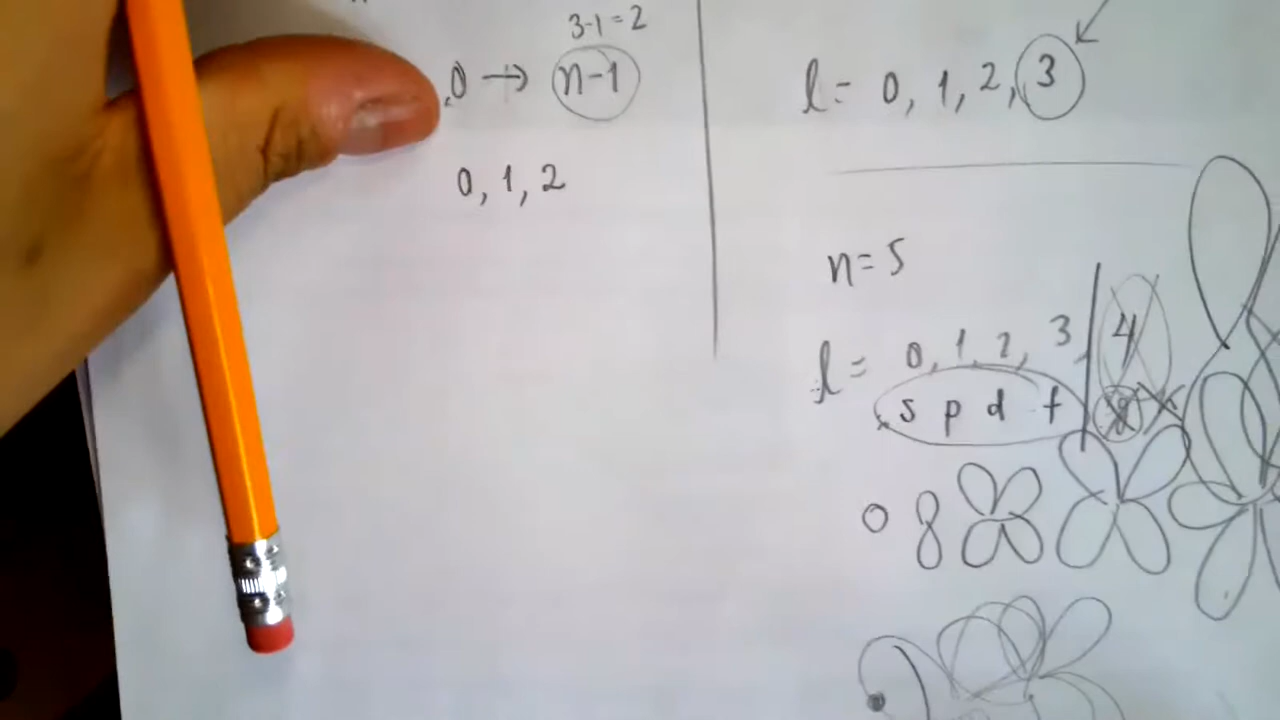 3-1=2
0 → n-1
0, 1, 2
l = 0, 1, 2, 3
n = 5
l = 0, 1, 2, 3, 4
s p d f